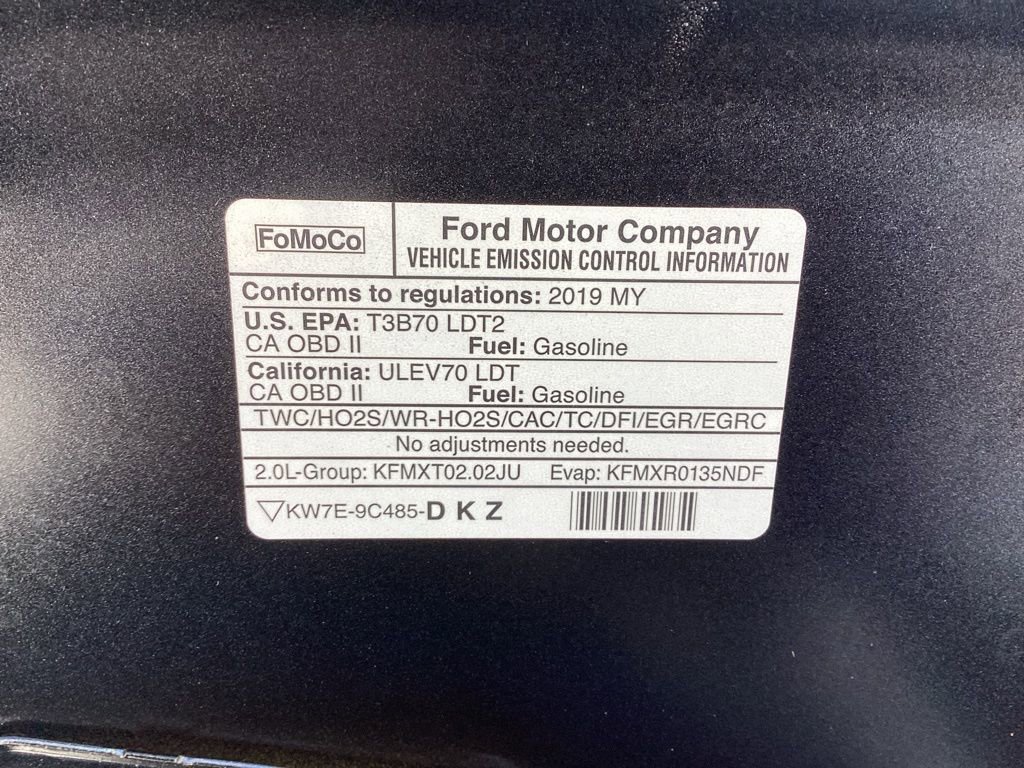 FoMoCo
Ford Motor Company
VEHICLE EMISSION CONTROL INFORMATION
Conforms to regulations: 2019 MY
U.S. EPA: T3B70 LDT2
CA OBD II Fuel: Gasoline
California: ULEV70 LDT
CA OBD II Fuel: Gasoline
TWC/HO2S/WR-HO2S/CAC/TC/DFI/EGR/EGRC
No adjustments needed.
2.0L-Group: KFMXT02.02JU Evap: KFMXR0135NDF
KW7E-9C485-D K Z